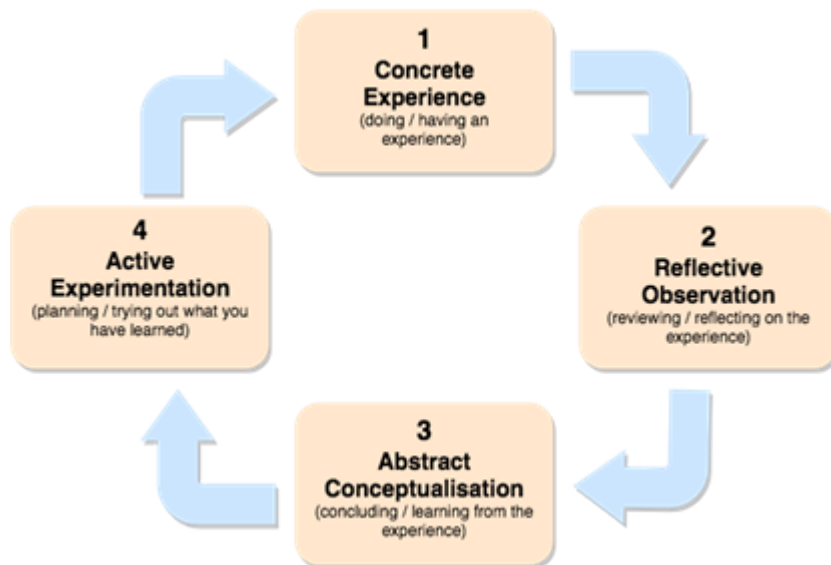 1
Concrete
Experience
(doing / having an
experience)
2
Reflective
Observation
(reviewing / reflecting on the
experience)
3
Abstract
Conceptualisation
(concluding / learning from the
experience)
4
Active
Experimentation
(planning / trying out what you
have learned)